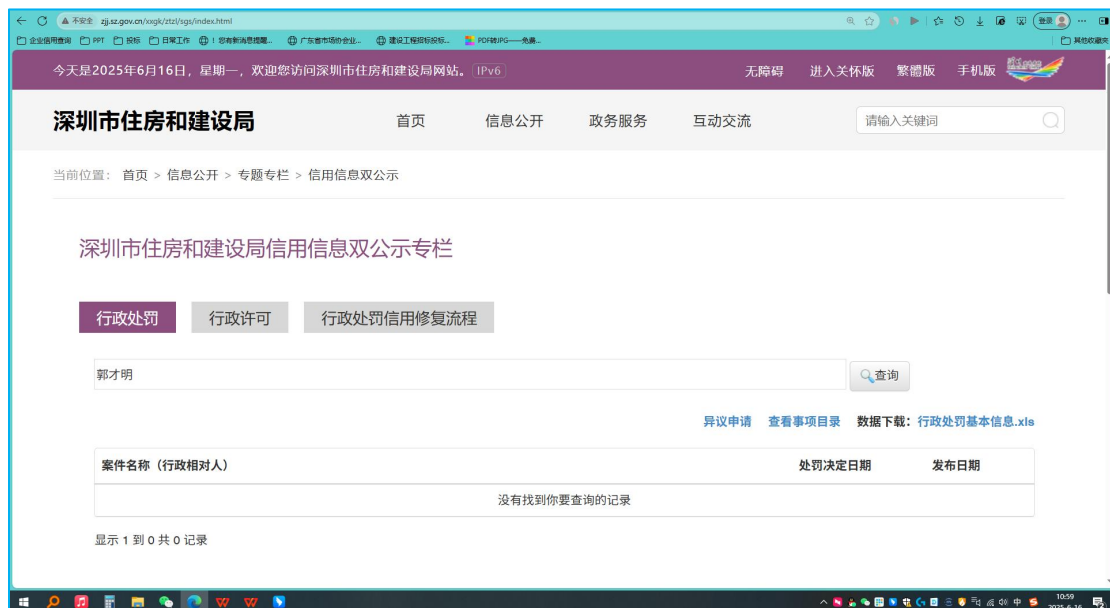 不安全 zjj.sz.gov.cn/xxgk/ztzl/sgs/index.html
登录
企业信用查询 PPT 投标 日常工作 ！您有新消息提醒... 广东省市场协会业... 建设工程招标投标... PDF转JPG——免费... 其他收藏夹
今天是2025年6月16日，星期一，欢迎您访问深圳市住房和建设局网站。 IPv6 无障碍 进入关怀版 繁體版 手机版
深圳市住房和建设局 首页 信息公开 政务服务 互动交流 请输入关键词
当前位置： 首页 > 信息公开 > 专题专栏 > 信用信息双公示
深圳市住房和建设局信用信息双公示专栏
行政处罚 行政许可 行政处罚信用修复流程
郭才明 查询
异议申请 查看事项目录 数据下载：行政处罚基本信息.xls
案件名称（行政相对人） 处罚决定日期 发布日期
没有找到你要查询的记录
显示 1 到 0 共 0 记录
中
10:59
2025-6-16